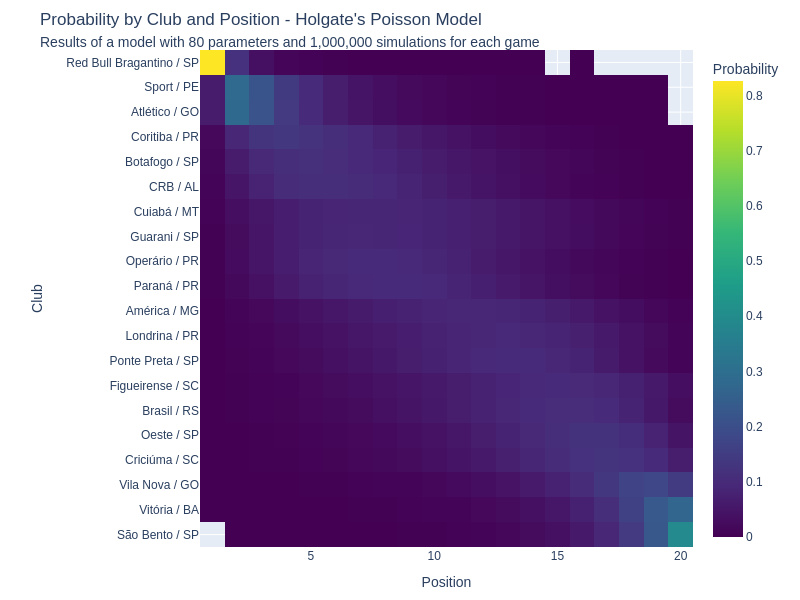 Probability by Club and Position - Holgate's Poisson Model
Results of a model with 80 parameters and 1,000,000 simulations for each game
Probability
Red Bull Bragantino / SP
Sport / PE
Atlético / GO
Coritiba / PR
Botafogo / SP
CRB / AL
Cuiabá / MT
Guarani / SP
Operário / PR
Paraná / PR
América / MG
Londrina / PR
Ponte Preta / SP
Figueirense / SC
Brasil / RS
Oeste / SP
Criciúma / SC
Vila Nova / GO
Vitória / BA
São Bento / SP
Club
5
10
15
20
Position
0.8
0.7
0.6
0.5
0.4
0.3
0.2
0.1
0